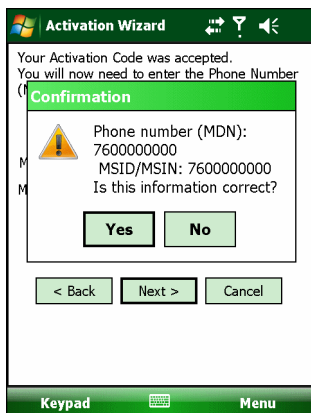 Activation Wizard
Your Activation Code was accepted.
You will now need to enter the Phone Number
(M
Confirmation
Phone number (MDN):
7600000000
MSID/MSIN: 7600000000
Is this information correct?
M
M
Yes No
< Back Next > Cancel
Keypad Menu